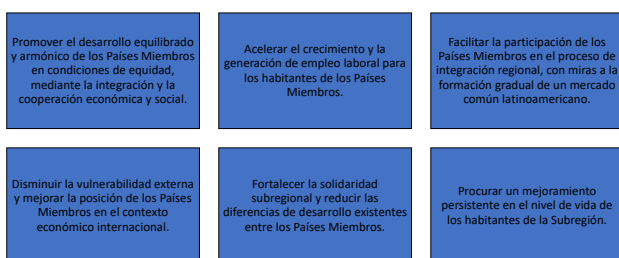 Promover el desarrollo equilibrado
y armónico de los Países Miembros
en condiciones de equidad,
mediante la integración y la
cooperación económica y social.
Acelerar el crecimiento y la
generación de empleo laboral para
los habitantes de los Países
Miembros.
Facilitar la participación de los
Países Miembros en el proceso de
integración regional, con miras a la
formación gradual de un mercado
común latinoamericano.
Disminuir la vulnerabilidad externa
y mejorar la posición de los Países
Miembros en el contexto
económico internacional.
Fortalecer la solidaridad
subregional y reducir las
diferencias de desarrollo existentes
entre los Países Miembros.
Procurar un mejoramiento
persistente en el nivel de vida de
los habitantes de la Subregión.